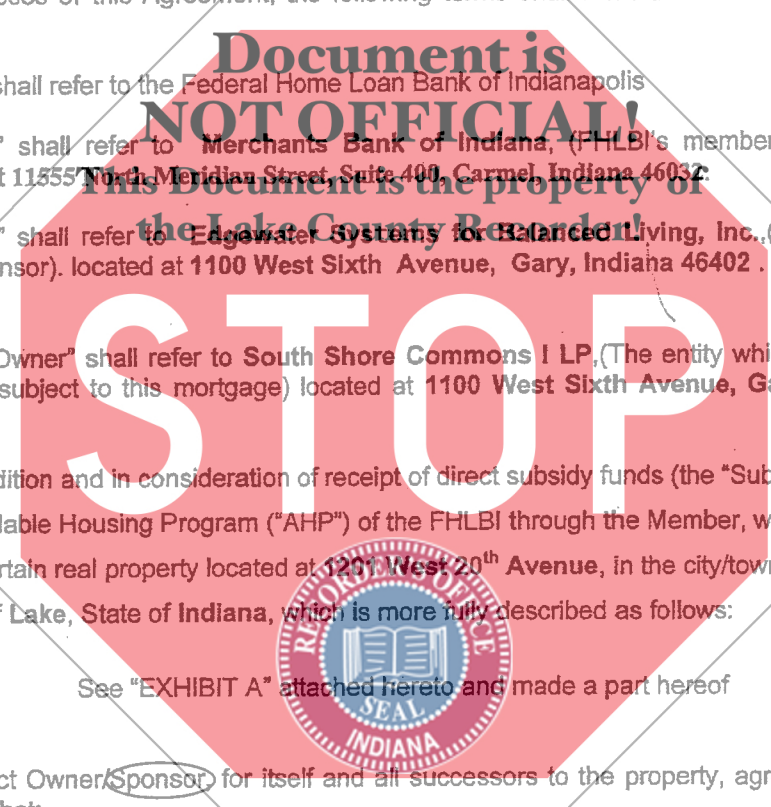 of this Agreement, the following terms
Document is
shall refer to the Federal Home Loan Bank of Indianapolis
NOT OFFICIAL!
" shall refer to Merchants Bank of Indiana, (FHLBI's member
t 11555 North Meridian Street, Suite 400, Carmel, Indiana 46032.
This Document is the property of
the Lake County Recorder!
" shall refer to Edgewater Systems for Balanced Living, Inc.,(
nsor). located at 1100 West Sixth Avenue, Gary, Indiana 46402 .
STOP
Owner" shall refer to South Shore Commons I LP,(The entity whi
subject to this mortgage) located at 1100 West Sixth Avenue, Ga
dition and in consideration of receipt of direct subsidy funds (the "Sub
dable Housing Program ("AHP") of the FHLBI through the Member, w
rtain real property located at 1201 West 20th Avenue, in the city/tow
f Lake, State of Indiana, which is more fully described as follows:
RECORDER'S OFFICE
See "EXHIBIT A" attached hereto and made a part hereof
SEAL
INDIANA
ct Owner/Sponsor, for itself and all successors to the property, agr